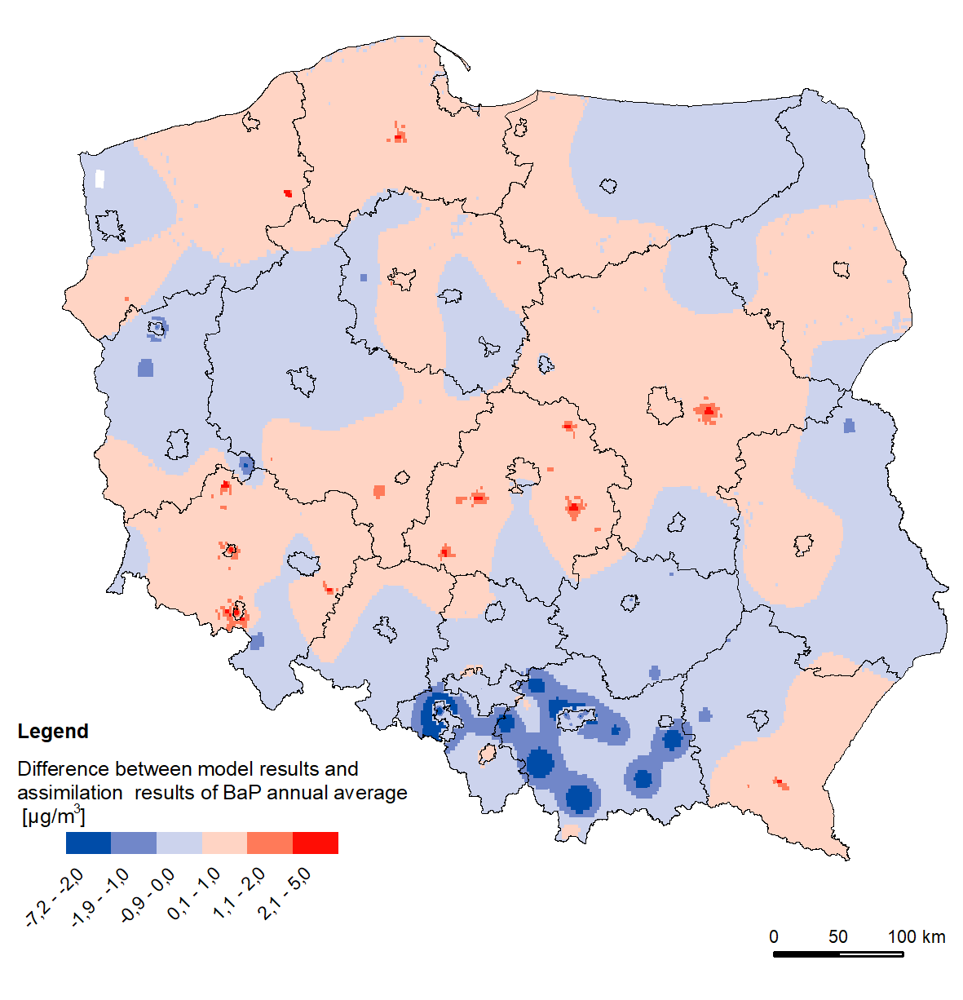 Legend
Difference between model results and
assimilation  results of BaP annual average
[µg/m³]
-7,2 - -2,0
-1,9 - -1,0
-0,9 - 0,0
0,1 - 1,0
1,1 - 2,0
2,1 - 5,0
0 50 100 km